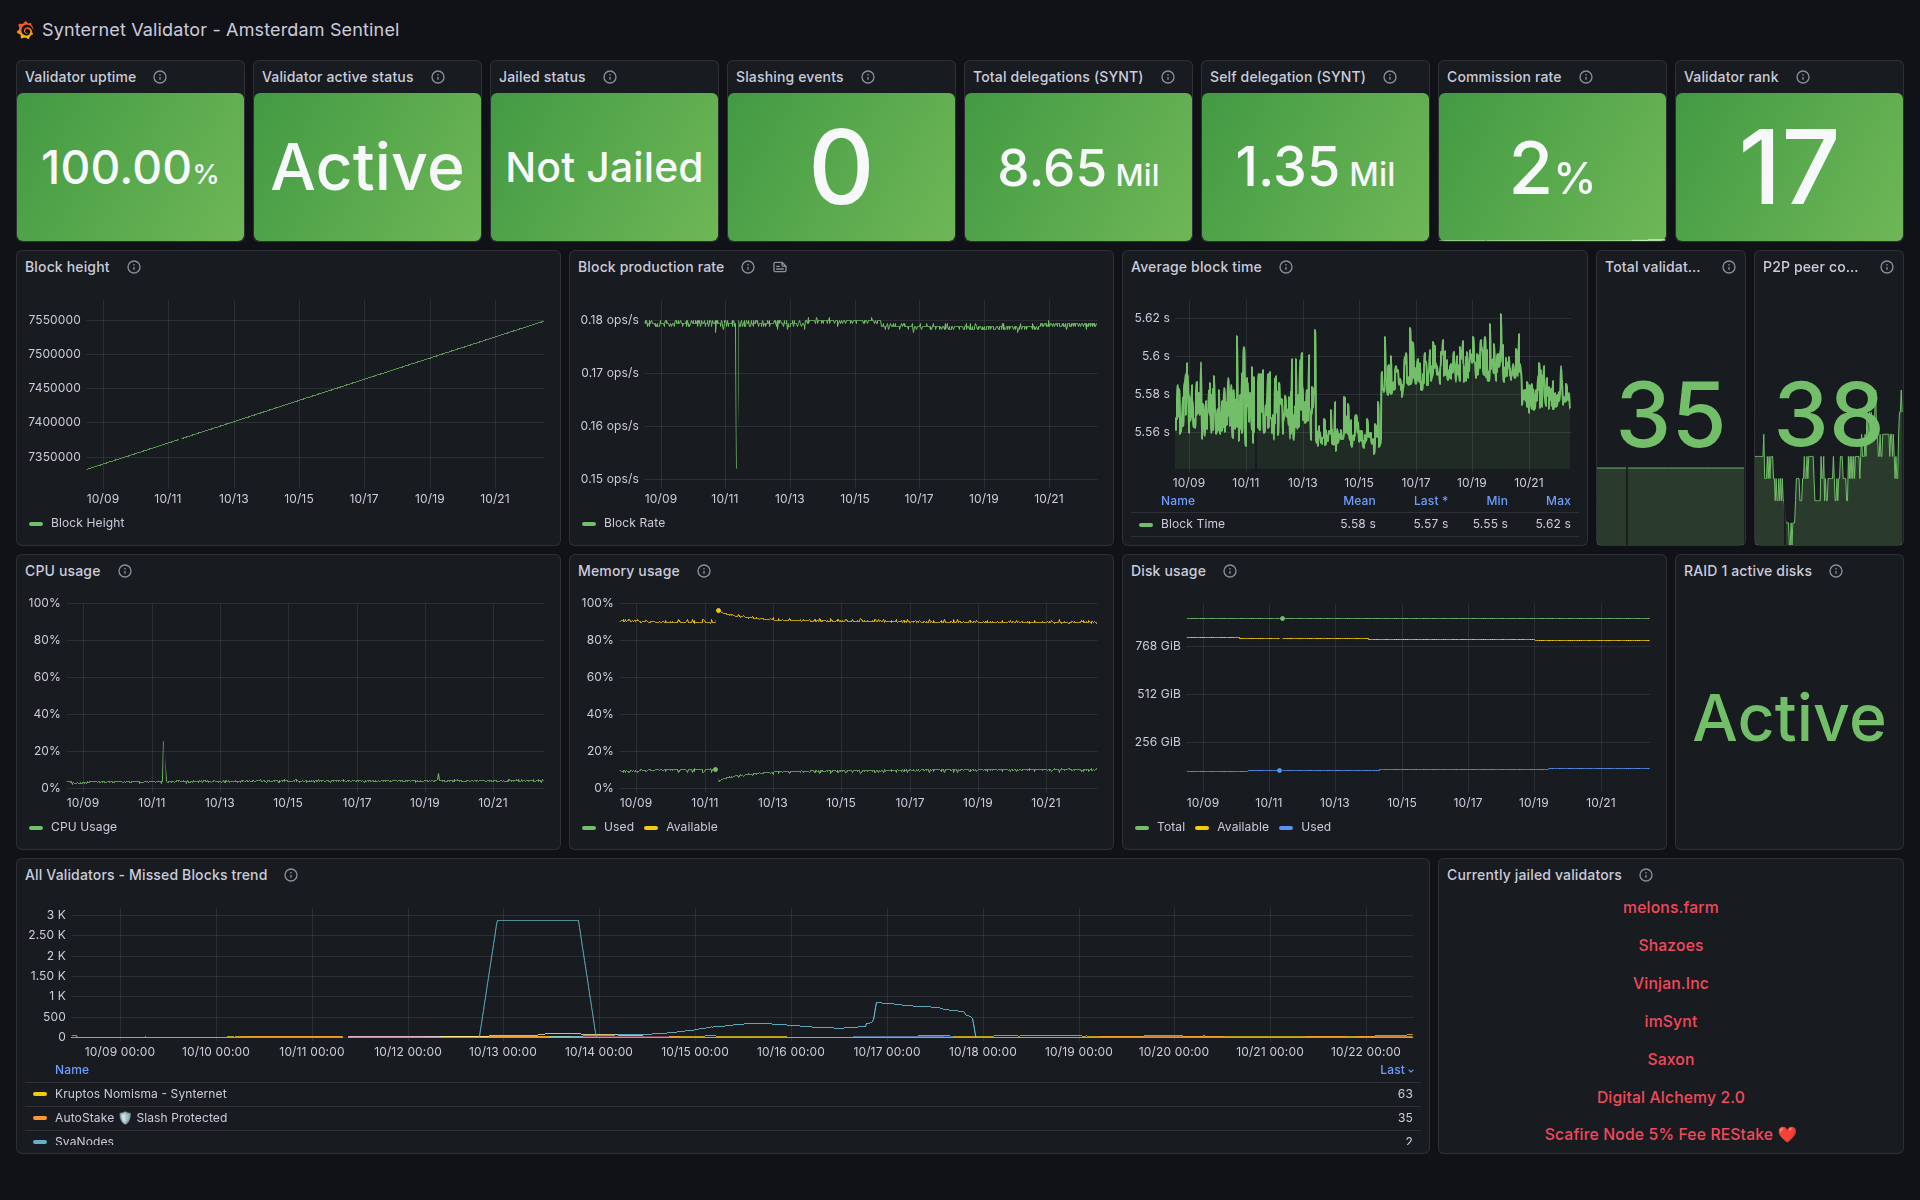 Synternet Validator - Amsterdam Sentinel
Validator uptime
100.00%
Validator active status
Active
Jailed status
Not Jailed
Slashing events
0
Total delegations (SYNT)
8.65 Mil
Self delegation (SYNT)
1.35 Mil
Commission rate
2%
Validator rank
17
Block height
7550000
7500000
7450000
7400000
7350000
10/09 10/11 10/13 10/15 10/17 10/19 10/21
Block Height
Block production rate
0.18 ops/s
0.17 ops/s
0.16 ops/s
0.15 ops/s
10/09 10/11 10/13 10/15 10/17 10/19 10/21
Block Rate
Average block time
5.62 s
5.6 s
5.58 s
5.56 s
10/09 10/11 10/13 10/15 10/17 10/19 10/21
Name Mean Last * Min Max
Block Time 5.58 s 5.57 s 5.55 s 5.62 s
Total validat...
35
P2P peer co...
38
CPU usage
100%
80%
60%
40%
20%
0%
10/09 10/11 10/13 10/15 10/17 10/19 10/21
CPU Usage
Memory usage
100%
80%
60%
40%
20%
0%
10/09 10/11 10/13 10/15 10/17 10/19 10/21
Used Available
Disk usage
768 GiB
512 GiB
256 GiB
10/09 10/11 10/13 10/15 10/17 10/19 10/21
Total Available Used
RAID 1 active disks
Active
All Validators - Missed Blocks trend
3 K
2.50 K
2 K
1.50 K
1 K
500
0
10/09 00:00 10/10 00:00 10/11 00:00 10/12 00:00 10/13 00:00 10/14 00:00 10/15 00:00 10/16 00:00 10/17 00:00 10/18 00:00 10/19 00:00 10/20 00:00 10/21 00:00 10/22 00:00
Name Last
Kruptos Nomisma - Synternet 63
AutoStake 🛡️ Slash Protected 35
SvaNodes 2
Currently jailed validators
melons.farm
Shazoes
Vinjan.Inc
imSynt
Saxon
Digital Alchemy 2.0
Scafire Node 5% Fee REStake ❤️